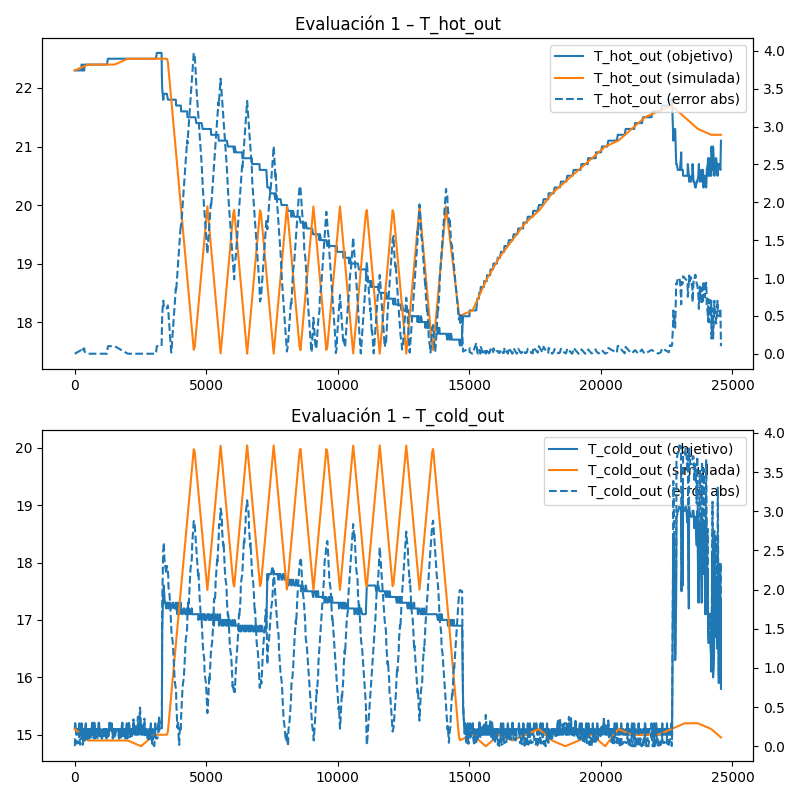 Evaluación 1 – T_hot_out
T_hot_out (objetivo)
T_hot_out (simulada)
T_hot_out (error abs)
22
21
20
19
18
4.0
3.5
3.0
2.5
2.0
1.5
1.0
0.5
0.0
0 5000 10000 15000 20000 25000
Evaluación 1 – T_cold_out
T_cold_out (objetivo)
T_cold_out (simulada)
T_cold_out (error abs)
20
19
18
17
16
15
4.0
3.5
3.0
2.5
2.0
1.5
1.0
0.5
0.0
0 5000 10000 15000 20000 25000